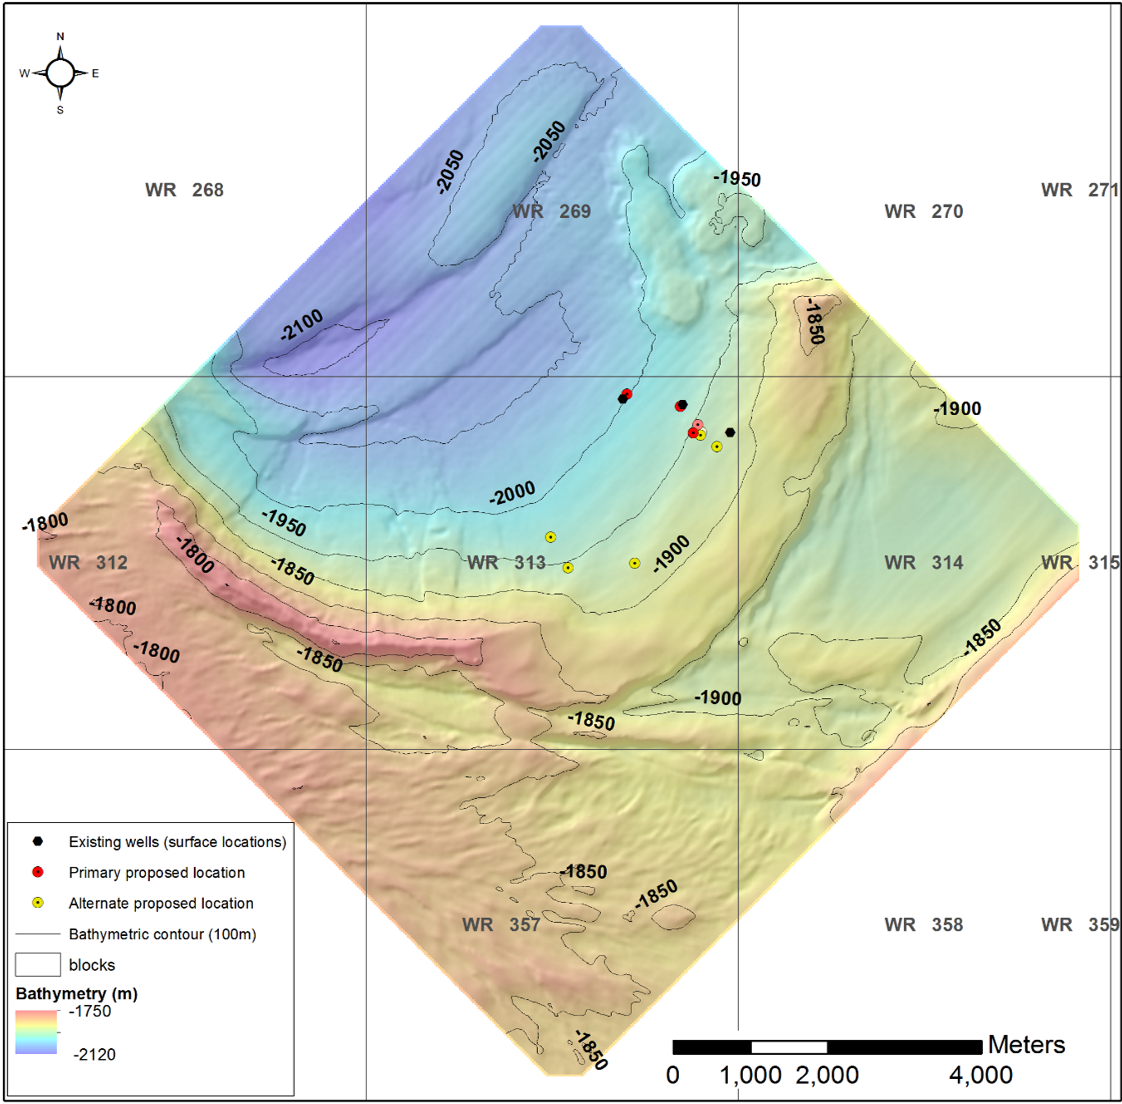 N
W E
S
-2050
-2050
-1950
WR 268
WR 271
WR 269
WR 270
-2100
-1850
-1900
-2000
-1800
-1950
-1800
-1900
-1850
WR 312
WR 313
WR 314
WR 315
-1800
-1800
-1850
-1850
-1900
-1850
Existing wells (surface locations)
Primary proposed location
Alternate proposed location
Bathymetric contour (100m)
blocks
Bathymetry (m)
-1750
-2120
-1850
-1850
WR 357
WR 358
WR 359
-1850
Meters
0 1,000 2,000 4,000